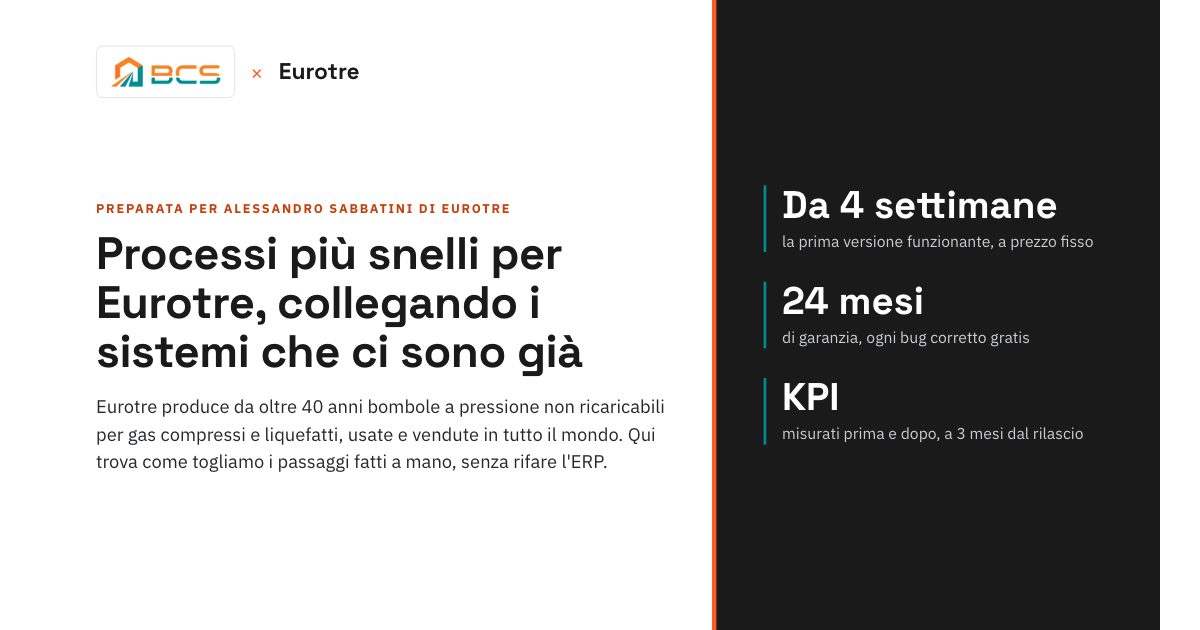 BCS × Eurotre
PREPARATA PER ALESSANDRO SABBATINI DI EUROTRE
Processi più snelli per
Eurotre, collegando i
sistemi che ci sono già
Eurotre produce da oltre 40 anni bombole a pressione non ricaricabili
per gas compressi e liquefatti, usate e vendute in tutto il mondo. Qui
trova come togliamo i passaggi fatti a mano, senza rifare l'ERP.
Da 4 settimane
la prima versione funzionante, a prezzo fisso
24 mesi
di garanzia, ogni bug corretto gratis
KPI
misurati prima e dopo, a 3 mesi dal rilascio